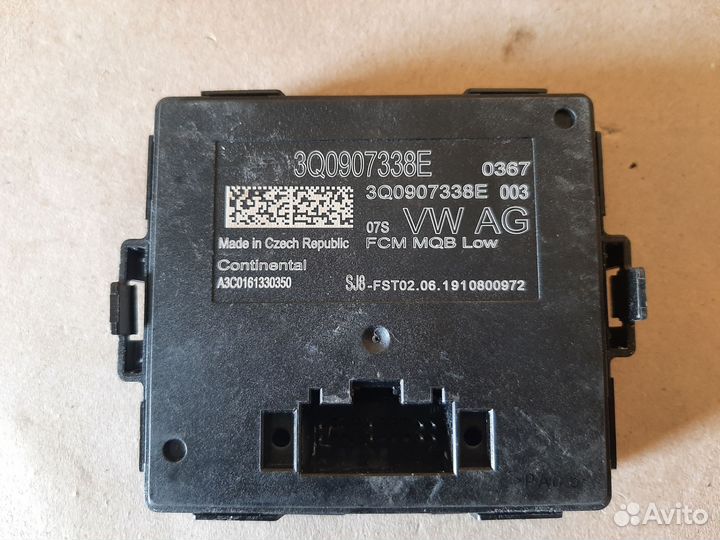 3Q0907338E 0367
3Q0907338E 003
07S VW AG
Made in Czech Republic FCM MQB Low
Continental
A3C0161330350 SJ8-FST02.06.1910800972
Avito